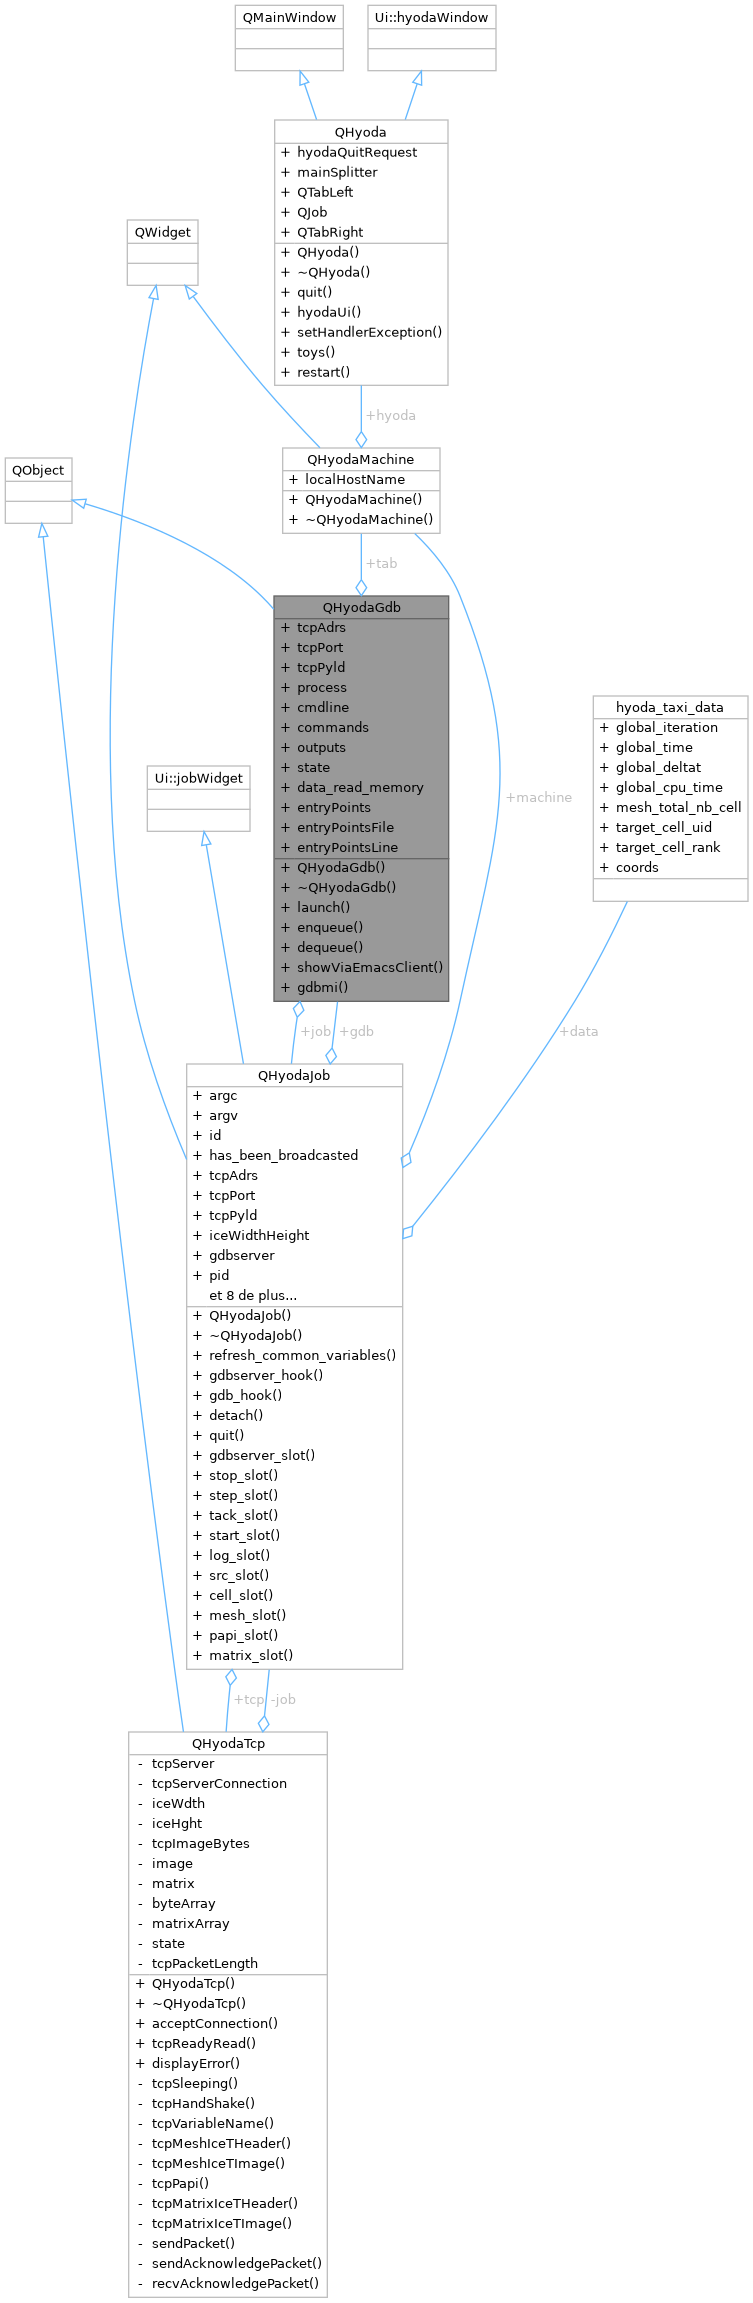 QMainWindow
Ui::hyodaWindow
QHyoda
+ hyodaQuitRequest
+ mainSplitter
+ QTabLeft
+ QJob
+ QTabRight
+ QHyoda()
+ ~QHyoda()
+ quit()
+ hyodaUi()
+ setHandlerException()
+ toys()
+ restart()
QWidget
+hyoda
QHyodaMachine
+ localHostName
+ QHyodaMachine()
+ ~QHyodaMachine()
QObject
+tab
QHyodaGdb
+ tcpAdrs
+ tcpPort
+ tcpPyld
+ process
+ cmdline
+ commands
+ outputs
+ state
+ data_read_memory
+ entryPoints
+ entryPointsFile
+ entryPointsLine
+ QHyodaGdb()
+ ~QHyodaGdb()
+ launch()
+ enqueue()
+ dequeue()
+ showViaEmacsClient()
+ gdbmi()
+machine
hyoda_taxi_data
+ global_iteration
+ global_time
+ global_deltat
+ global_cpu_time
+ mesh_total_nb_cell
+ target_cell_uid
+ target_cell_rank
+ coords
Ui::jobWidget
+job
+gdb
+data
QHyodaJob
+ argc
+ argv
+ id
+ has_been_broadcasted
+ tcpAdrs
+ tcpPort
+ tcpPyld
+ iceWidthHeight
+ gdbserver
+ pid
et 8 de plus...
+ QHyodaJob()
+ ~QHyodaJob()
+ refresh_common_variables()
+ gdbserver_hook()
+ gdb_hook()
+ detach()
+ quit()
+ gdbserver_slot()
+ stop_slot()
+ step_slot()
+ tack_slot()
+ start_slot()
+ log_slot()
+ src_slot()
+ cell_slot()
+ mesh_slot()
+ papi_slot()
+ matrix_slot()
+tcp
-job
QHyodaTcp
- tcpServer
- tcpServerConnection
- iceWdth
- iceHght
- tcpImageBytes
- image
- matrix
- byteArray
- matrixArray
- state
- tcpPacketLength
+ QHyodaTcp()
+ ~QHyodaTcp()
+ acceptConnection()
+ tcpReadyRead()
+ displayError()
- tcpSleeping()
- tcpHandShake()
- tcpVariableName()
- tcpMeshIceTHeader()
- tcpMeshIceTImage()
- tcpPapi()
- tcpMatrixIceTHeader()
- tcpMatrixIceTImage()
- sendPacket()
- sendAcknowledgePacket()
- recvAcknowledgePacket()